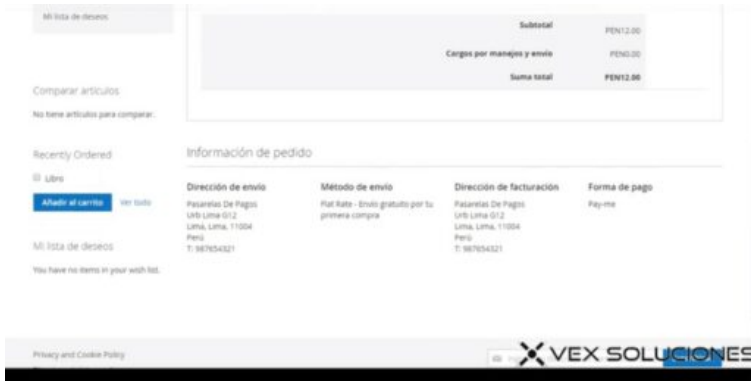 Mi lista de deseos
Subtotal PEN12.00
Cargos por manejos y envío PEN0.00
Suma total PEN12.00
Comparar artículos
No tiene artículos para comparar.
Recently Ordered
Libro
Añadir al carrito Ver todo
Mi lista de deseos
You have no items in your wish list.
Información de pedido
Dirección de envío
Pasarelas De Pagos
Urb Lima G12
Lima, Lima, 11004
Perú
T: 987654321
Método de envío
Flat Rate - Envío gratuito por tu
primera compra
Dirección de facturación
Pasarelas De Pagos
Urb Lima G12
Lima, Lima, 11004
Perú
T: 987654321
Forma de pago
Pay-me
Privacy and Cookie Policy
VEX SOLUCIONES